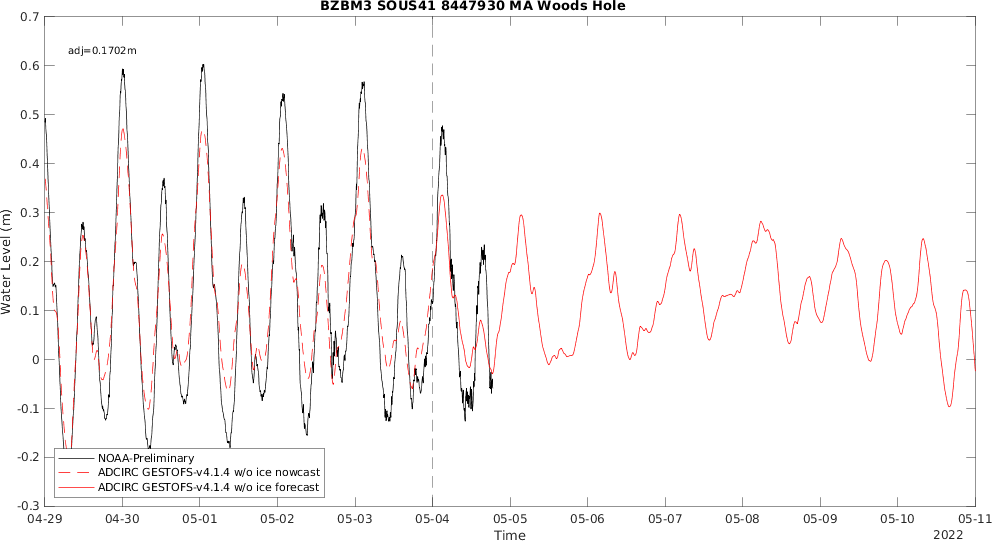 BZBM3 SOUS41 8447930 MA Woods Hole
adj=0.1702m
0.7
0.6
0.5
0.4
0.3
0.2
0.1
0
-0.1
-0.2
-0.3
Water Level (m)
NOAA-Preliminary
ADCIRC GESTOFS-v4.1.4 w/o ice nowcast
ADCIRC GESTOFS-v4.1.4 w/o ice forecast
04-29 04-30 05-01 05-02 05-03 05-04 05-05 05-06 05-07 05-08 05-09 05-10 05-11
Time
2022